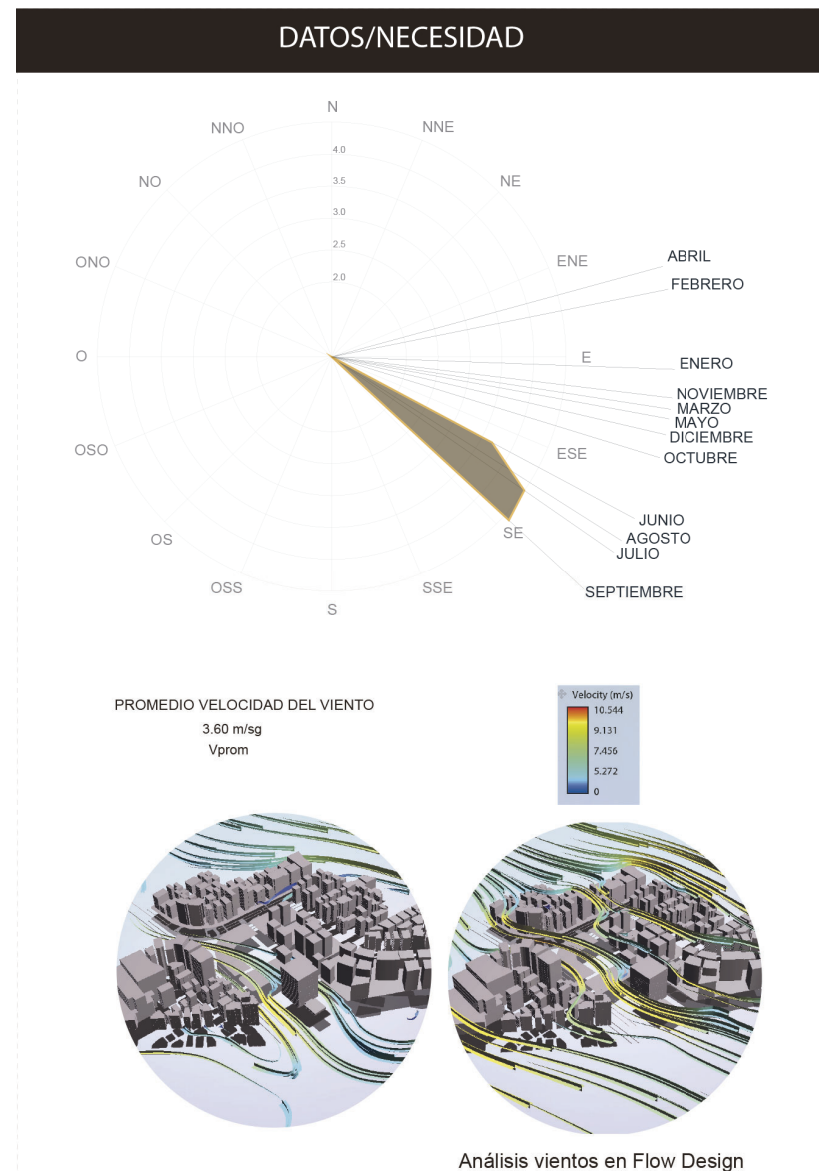 DATOS/NECESIDAD
N
NNO
NNE
4.0
NO
3.5
NE
3.0
2.5
ONO
2.0
ENE
ABRIL
FEBRERO
O
E
ENERO
NOVIEMBRE
MARZO
MAYO
DICIEMBRE
OSO
ESE
OCTUBRE
JUNIO
OS
SE
AGOSTO
JULIO
OSS
SSE
S
SEPTIEMBRE
PROMEDIO VELOCIDAD DEL VIENTO
3.60 m/sg
Vprom
Velocity (m/s)
10.544
9.131
7.456
5.272
0
Análisis vientos en Flow Design